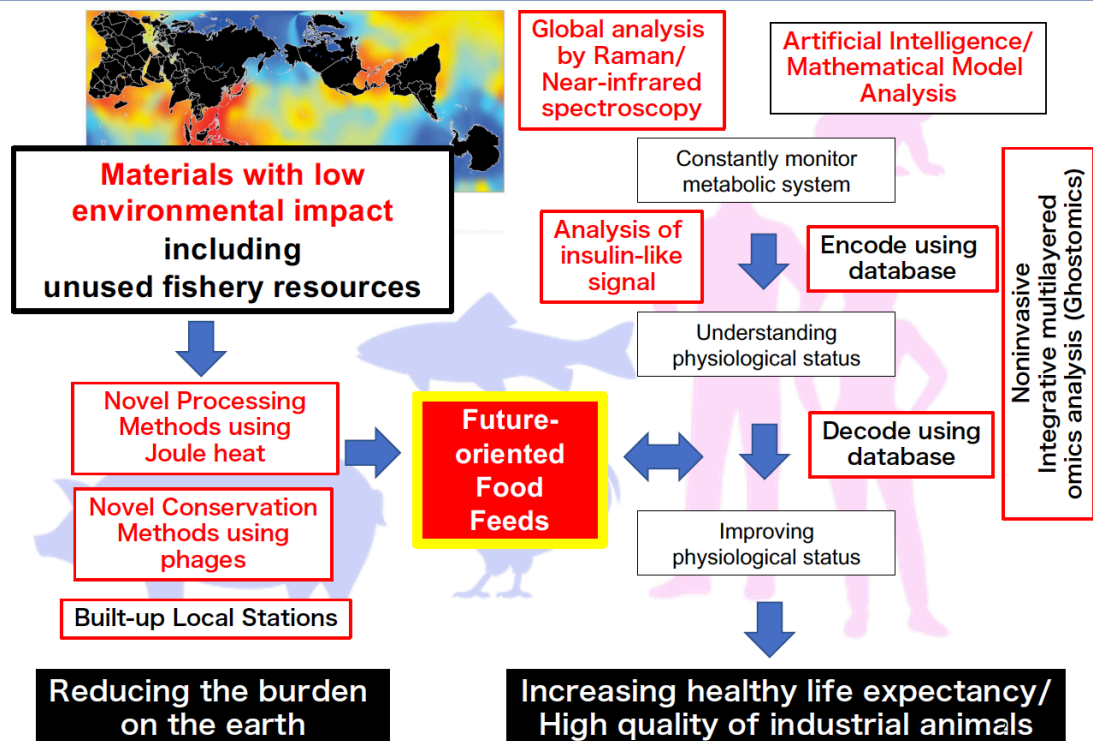 Global analysis
by Raman/
Near-infrared
spectroscopy
Artificial Intelligence/
Mathematical Model
Analysis
Materials with low
environmental impact
including
unused fishery resources
Constantly monitor
metabolic system
Analysis of
insulin-like
signal
Encode using
database
Noninvasive
Integrative multilayered
omics analysis (Ghostomics)
Understanding
physiological status
Novel Processing
Methods using
Joule heat
Future-
oriented
Food
Feeds
Decode using
database
Novel Conservation
Methods using
phages
Improving
physiological status
Built-up Local Stations
Reducing the burden
on the earth
Increasing healthy life expectancy/
High quality of industrial animals